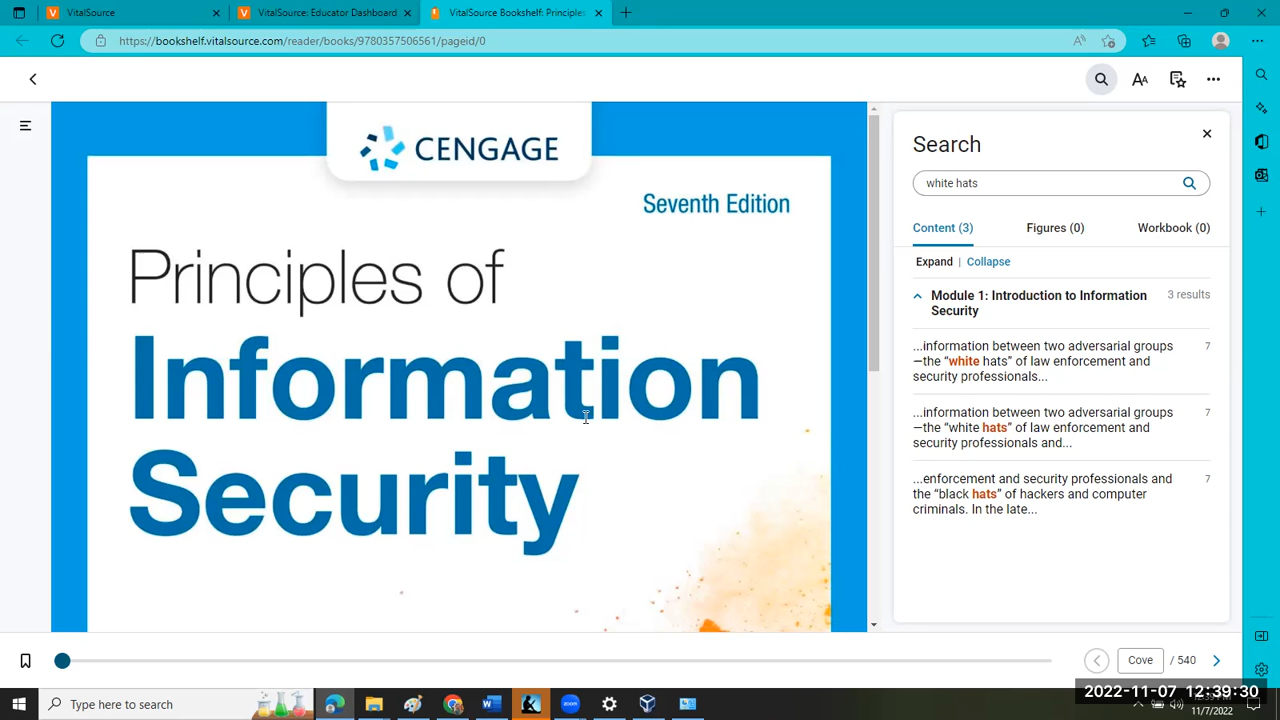 VitalSource
VitalSource: Educator Dashboard
VitalSource Bookshelf: Principles
https://bookshelf.vitalsource.com/reader/books/9780357506561/pageid/0
CENGAGE
Seventh Edition
Principles of
Information
Security
Search
white hats
Content (3)
Figures (0)
Workbook (0)
Expand | Collapse
Module 1: Introduction to Information
Security
3 results
...information between two adversarial groups
—the “white hats” of law enforcement and
security professionals...
7
...information between two adversarial groups
—the “white hats” of law enforcement and
security professionals and...
7
...enforcement and security professionals and
the “black hats” of hackers and computer
criminals. In the late...
7
Cove / 540
Type here to search
2022-11-07 12:39:30
11/7/2022